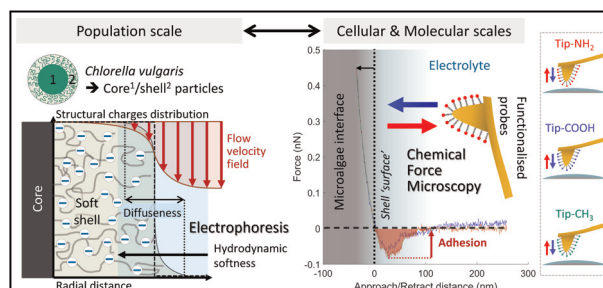 Population scale
Cellular & Molecular scales
1
2
Chlorella vulgaris
→ Core¹/shell² particles
Structural charges distribution
Flow
velocity
field
Core
Soft
shell
Diffuseness
Electrophoresis
Hydrodynamic
softness
Radial distance
0.5
0.4
0.3
0.2
0.1
0
-0.1
Force (nN)
Microalgae interface
Shell 'surface'
Electrolyte
Functionalised
probes
Chemical
Force
Microscopy
Adhesion
-100
0
100
200
300
Approach/Retract distance (nm)
Tip-NH₂
Tip-COOH
Tip-CH₃